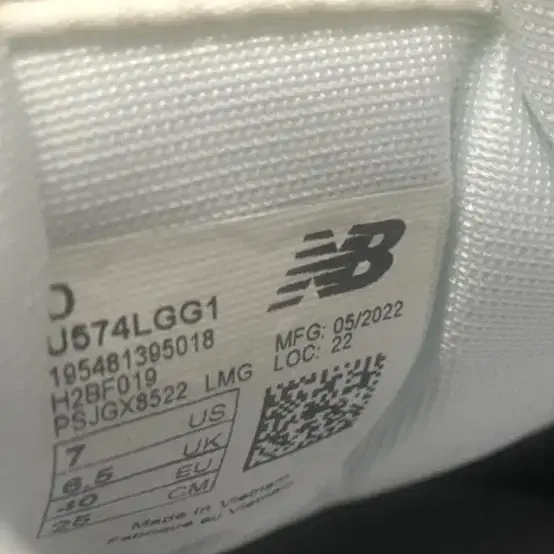 NB
D
U574LGG1
195481395018
H2BF019
PSJGX8522 LMG
MFG: 05/2022
LOC: 22
7 US
6.5 UK
40 EU
25 CM
Made in Vietnam
Fabriqué au Vietnam